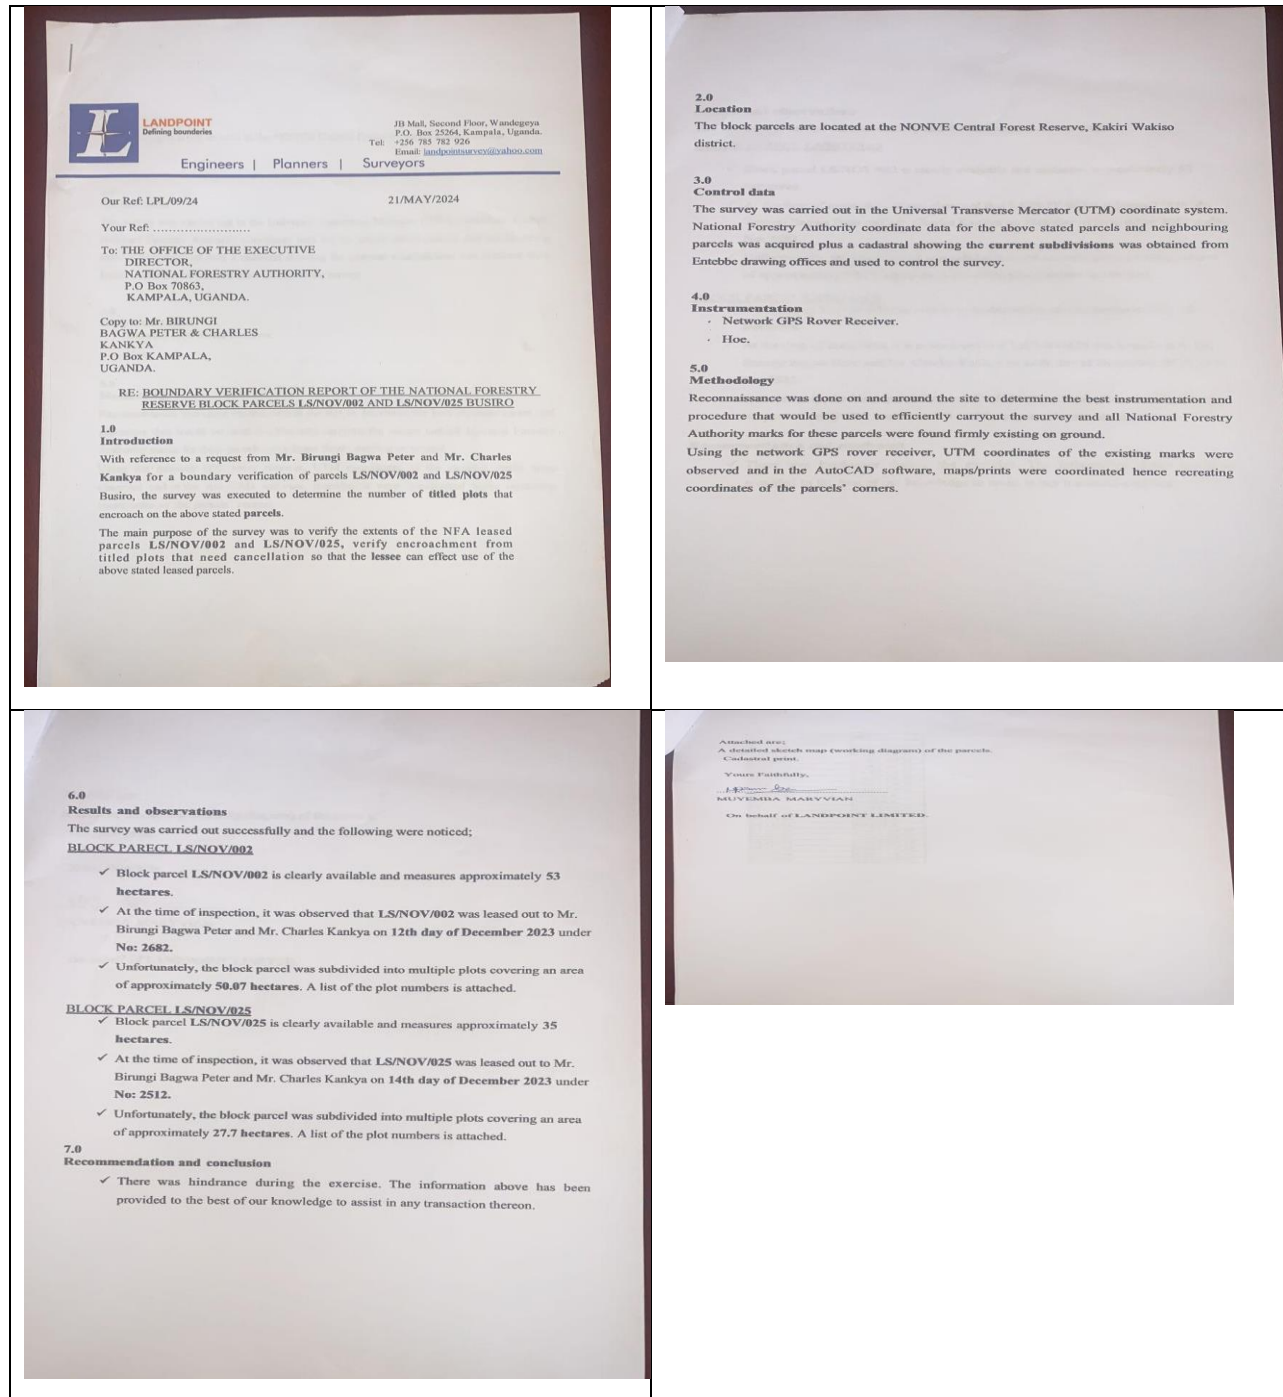 LANDPOINT
Defining bounderies
JB Mall, Second Floor, Wandegeya
P.O. Box 25264, Kampala, Uganda.
Tel: +256 785 782 926
Email: landpointsurvey@yahoo.com
Engineers | Planners | Surveyors
Our Ref: LPL/09/24 21/MAY/2024
Your Ref: ..........................
To: THE OFFICE OF THE EXECUTIVE
DIRECTOR,
NATIONAL FORESTRY AUTHORITY,
P.O Box 70863,
KAMPALA, UGANDA.
Copy to: Mr. BIRUNGI
BAGWA PETER & CHARLES
KANKYA
P.O Box KAMPALA,
UGANDA.
RE: BOUNDARY VERIFICATION REPORT OF THE NATIONAL FORESTRY
RESERVE BLOCK PARCELS LS/NOV/002 AND LS/NOV/025 BUSIRO
1.0
Introduction
With reference to a request from Mr. Birungi Bagwa Peter and Mr. Charles
Kankya for a boundary verification of parcels LS/NOV/002 and LS/NOV/025
Busiro, the survey was executed to determine the number of titled plots that
encroach on the above stated parcels.
The main purpose of the survey was to verify the extents of the NFA leased
parcels LS/NOV/002 and LS/NOV/025, verify encroachment from
titled plots that need cancellation so that the lessee can effect use of the
above stated leased parcels.
2.0
Location
The block parcels are located at the NONVE Central Forest Reserve, Kakiri Wakiso
district.
3.0
Control data
The survey was carried out in the Universal Transverse Mercator (UTM) coordinate system.
National Forestry Authority coordinate data for the above stated parcels and neighbouring
parcels was acquired plus a cadastral showing the current subdivisions was obtained from
Entebbe drawing offices and used to control the survey.
4.0
Instrumentation
· Network GPS Rover Receiver.
· Hoe.
5.0
Methodology
Reconnaissance was done on and around the site to determine the best instrumentation and
procedure that would be used to efficiently carryout the survey and all National Forestry
Authority marks for these parcels were found firmly existing on ground.
Using the network GPS rover receiver, UTM coordinates of the existing marks were
observed and in the AutoCAD software, maps/prints were coordinated hence recreating
coordinates of the parcels' corners.
6.0
Results and observations
The survey was carried out successfully and the following were noticed;
BLOCK PARECL LS/NOV/002
✓ Block parcel LS/NOV/002 is clearly available and measures approximately 53
hectares.
✓ At the time of inspection, it was observed that LS/NOV/002 was leased out to Mr.
Birungi Bagwa Peter and Mr. Charles Kankya on 12th day of December 2023 under
No: 2682.
✓ Unfortunately, the block parcel was subdivided into multiple plots covering an area
of approximately 50.07 hectares. A list of the plot numbers is attached.
BLOCK PARCEL LS/NOV/025
✓ Block parcel LS/NOV/025 is clearly available and measures approximately 35
hectares.
✓ At the time of inspection, it was observed that LS/NOV/025 was leased out to Mr.
Birungi Bagwa Peter and Mr. Charles Kankya on 14th day of December 2023 under
No: 2512.
✓ Unfortunately, the block parcel was subdivided into multiple plots covering an area
of approximately 27.7 hectares. A list of the plot numbers is attached.
7.0
Recommendation and conclusion
✓ There was hindrance during the exercise. The information above has been
provided to the best of our knowledge to assist in any transaction thereon.
Attached are;
A detailed sketch map (working diagram) of the parcels.
Cadastral print.
Yours Faithfully,
MUYEMBA MARYVIAN
On behalf of LANDPOINT LIMITED.